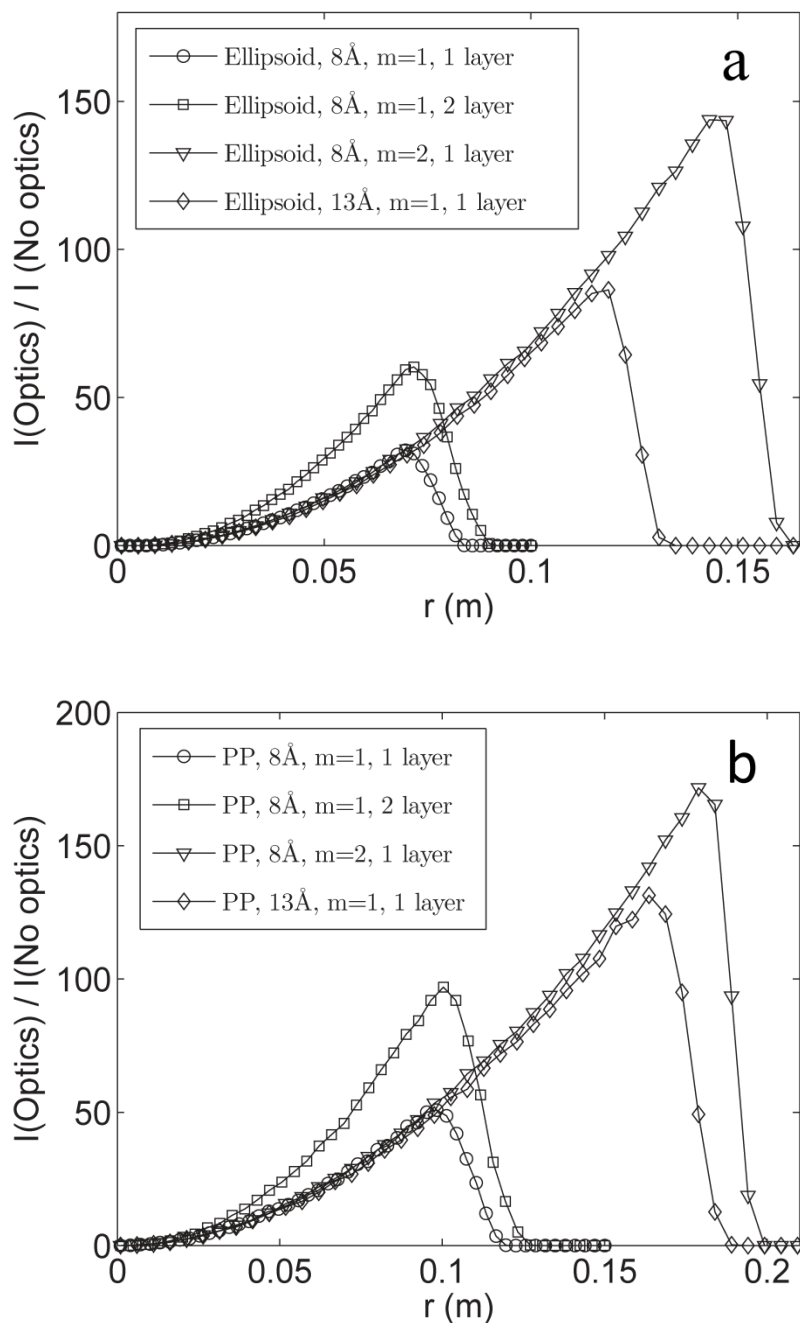 a
Ellipsoid, 8Å, m=1, 1 layer
Ellipsoid, 8Å, m=1, 2 layer
Ellipsoid, 8Å, m=2, 1 layer
Ellipsoid, 13Å, m=1, 1 layer
I(Optics) / I (No optics)
150
100
50
0
0
0.05
0.1
0.15
r (m)
b
PP, 8Å, m=1, 1 layer
PP, 8Å, m=1, 2 layer
PP, 8Å, m=2, 1 layer
PP, 13Å, m=1, 1 layer
I(Optics) / I(No optics)
200
150
100
50
0
0
0.05
0.1
0.15
0.2
r (m)